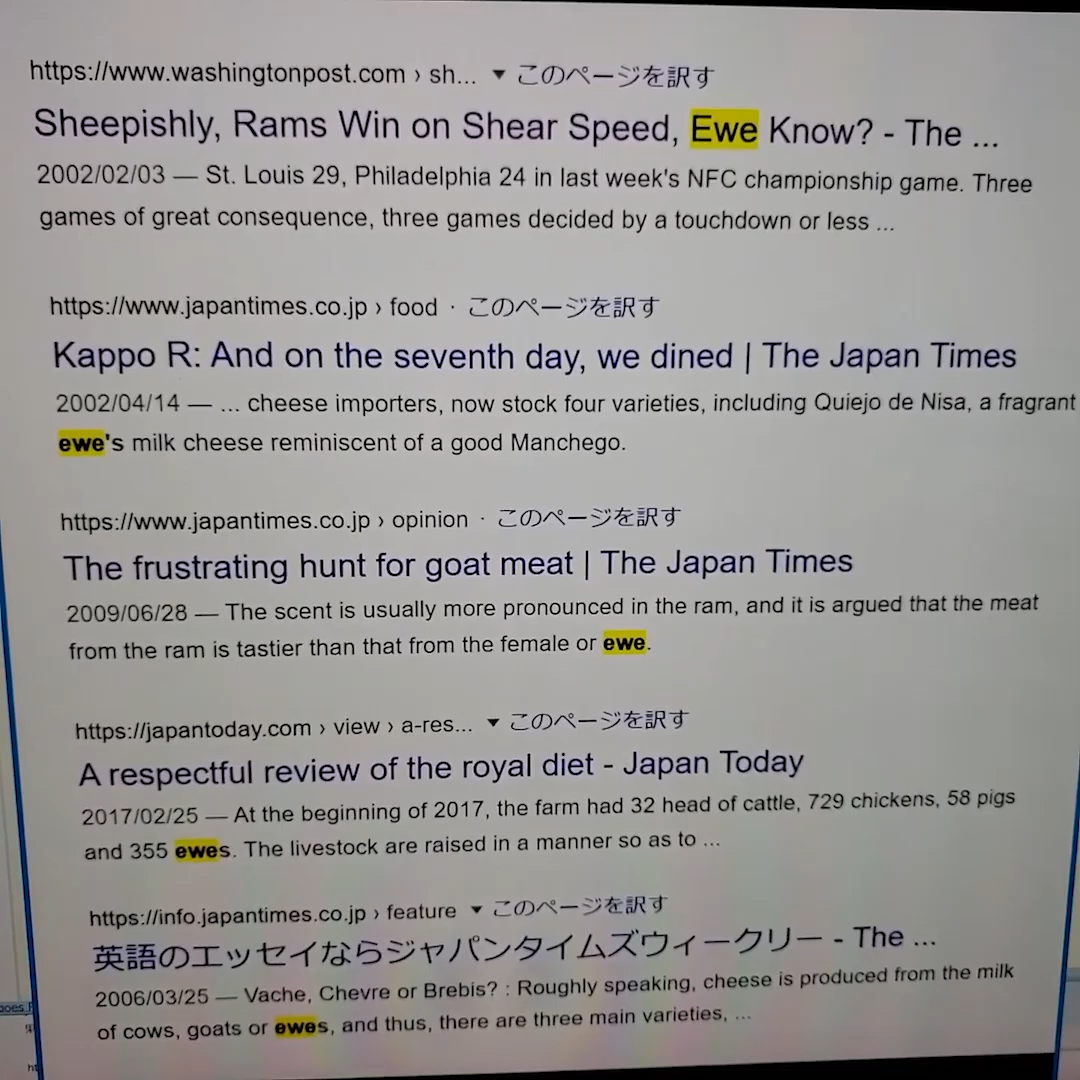 https://www.washingtonpost.com › sh... ▼ このページを訳す
Sheepishly, Rams Win on Shear Speed, Ewe Know? - The ...
2002/02/03 — St. Louis 29, Philadelphia 24 in last week's NFC championship game. Three
games of great consequence, three games decided by a touchdown or less ...
https://www.japantimes.co.jp › food · このページを訳す
Kappo R: And on the seventh day, we dined | The Japan Times
2002/04/14 — ... cheese importers, now stock four varieties, including Quiejo de Nisa, a fragrant
ewe's milk cheese reminiscent of a good Manchego.
https://www.japantimes.co.jp › opinion · このページを訳す
The frustrating hunt for goat meat | The Japan Times
2009/06/28 — The scent is usually more pronounced in the ram, and it is argued that the meat
from the ram is tastier than that from the female or ewe.
https://japantoday.com › view › a-res... ▼ このページを訳す
A respectful review of the royal diet - Japan Today
2017/02/25 — At the beginning of 2017, the farm had 32 head of cattle, 729 chickens, 58 pigs
and 355 ewes. The livestock are raised in a manner so as to ...
https://info.japantimes.co.jp › feature ▼ このページを訳す
英語のエッセイならジャパンタイムズウィークリー - The ...
2006/03/25 — Vache, Chevre or Brebis? : Roughly speaking, cheese is produced from the milk
of cows, goats or ewes, and thus, there are three main varieties, ...